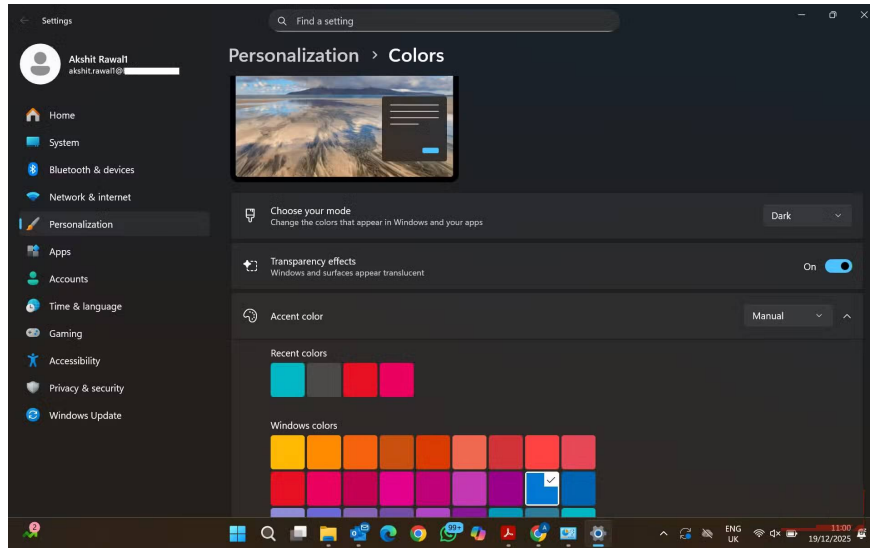 Settings
Find a setting
Akshit Rawal1
akshit.rawal1@
Home
System
Bluetooth & devices
Network & internet
Personalization
Apps
Accounts
Time & language
Gaming
Accessibility
Privacy & security
Windows Update
Personalization > Colors
Choose your mode
Change the colors that appear in Windows and your apps
Dark
Transparency effects
Windows and surfaces appear translucent
On
Accent color
Manual
Recent colors
Windows colors
2
99+
ENG
UK
11:00
19/12/2025